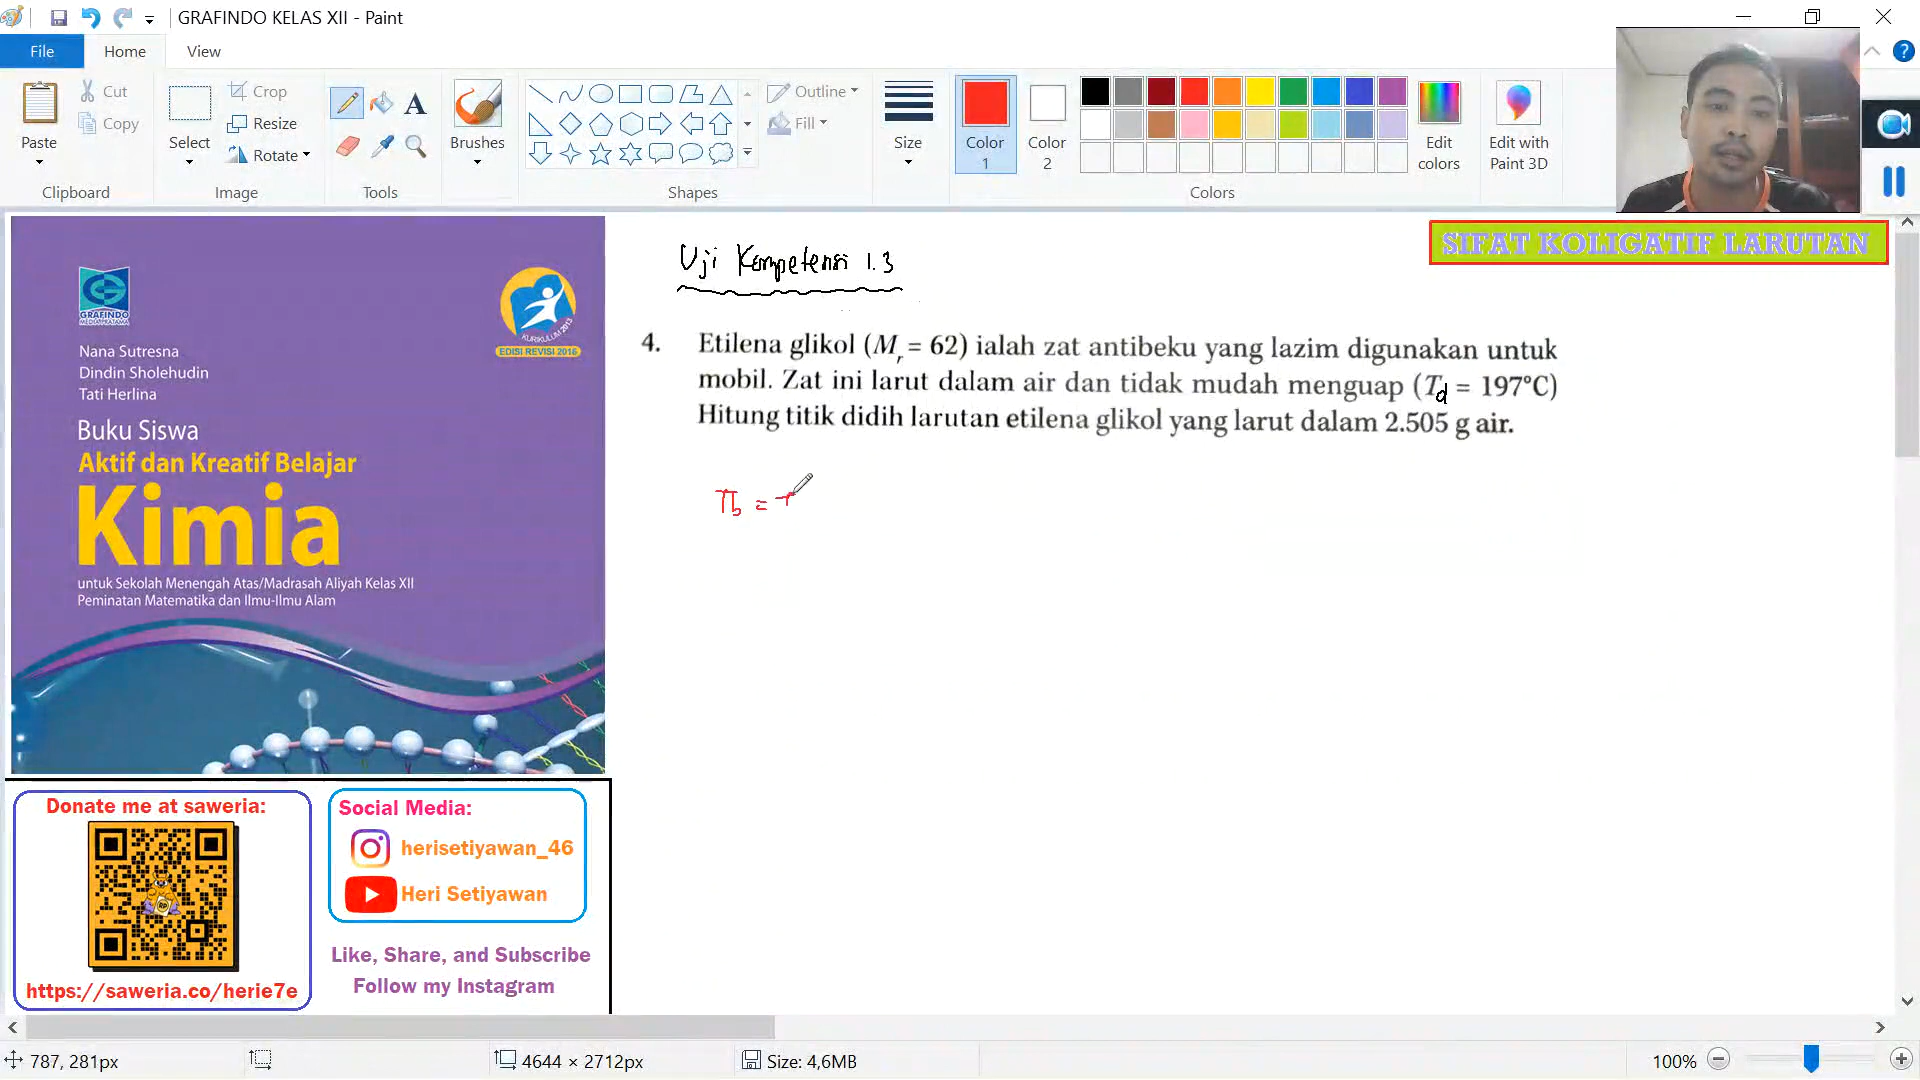 GRAFINDO KELAS XII - Paint
File
Home
View
Paste
Cut
Copy
Clipboard
Select
Crop
Resize
Rotate
Image
A
Tools
Brushes
Shapes
Outline
Fill
Size
Color 1
Color 2
Edit colors
Colors
Edit with Paint 3D
SIFAT KOLIGATIF LARUTAN
GRAFINDO
MEDIA PRATAMA
KURIKULUM 2013
EDISI REVISI 2016
Nana Sutresna
Dindin Sholehudin
Tati Herlina
Buku Siswa
Aktif dan Kreatif Belajar
Kimia
untuk Sekolah Menengah Atas/Madrasah Aliyah Kelas XII
Peminatan Matematika dan Ilmu-Ilmu Alam
Uji Kompetensi 1.3
4. Etilena glikol (Mr = 62) ialah zat antibeku yang lazim digunakan untuk
mobil. Zat ini larut dalam air dan tidak mudah menguap (Td = 197°C)
Hitung titik didih larutan etilena glikol yang larut dalam 2.505 g air.
Tb =
Donate me at saweria:
https://saweria.co/herie7e
Social Media:
herisetiyawan_46
Heri Setiyawan
Like, Share, and Subscribe
Follow my Instagram
787, 281px
4644 × 2712px
Size: 4,6MB
100%